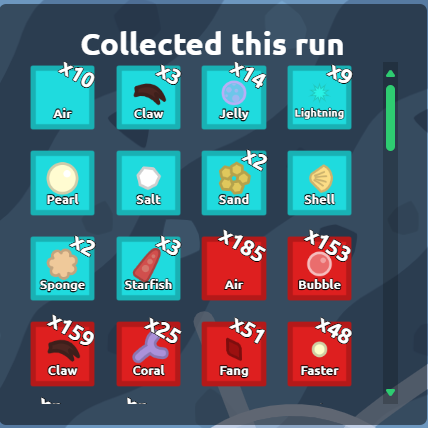 Collected this run
x10
Air
x3
Claw
x14
Jelly
x9
Lightning
Pearl
Salt
x2
Sand
Shell
x2
Sponge
x3
Starfish
x185
Air
x153
Bubble
x159
Claw
x25
Coral
x51
Fang
x48
Faster